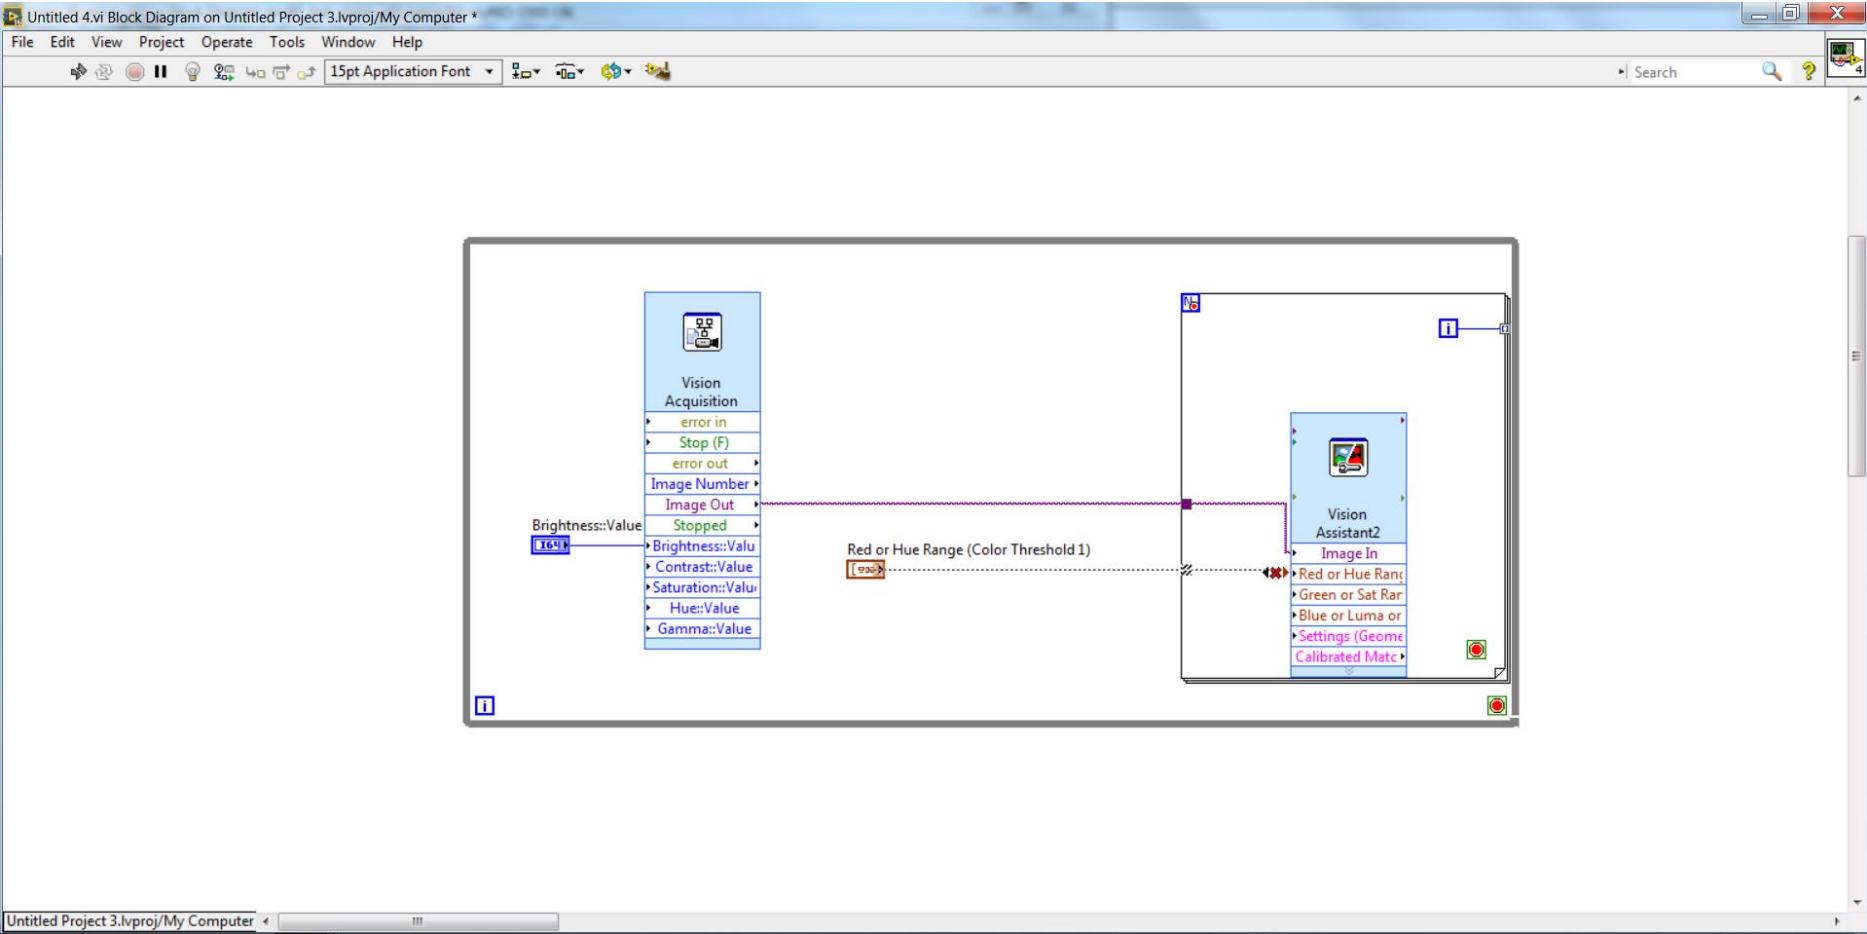 Untitled 4.vi Block Diagram on Untitled Project 3.lvproj/My Computer *
File Edit View Project Operate Tools Window Help
15pt Application Font
Search
4
N
i
Vision
Acquisition
error in
Stop (F)
error out
Image Number
Image Out
Stopped
Brightness::Valu
Contrast::Value
Saturation::Valu
Hue::Value
Gamma::Value
Brightness::Value
I64
Red or Hue Range (Color Threshold 1)
Vision
Assistant2
Image In
Red or Hue Rang
Green or Sat Rar
Blue or Luma or
Settings (Geome
Calibrated Matc
i
Untitled Project 3.lvproj/My Computer